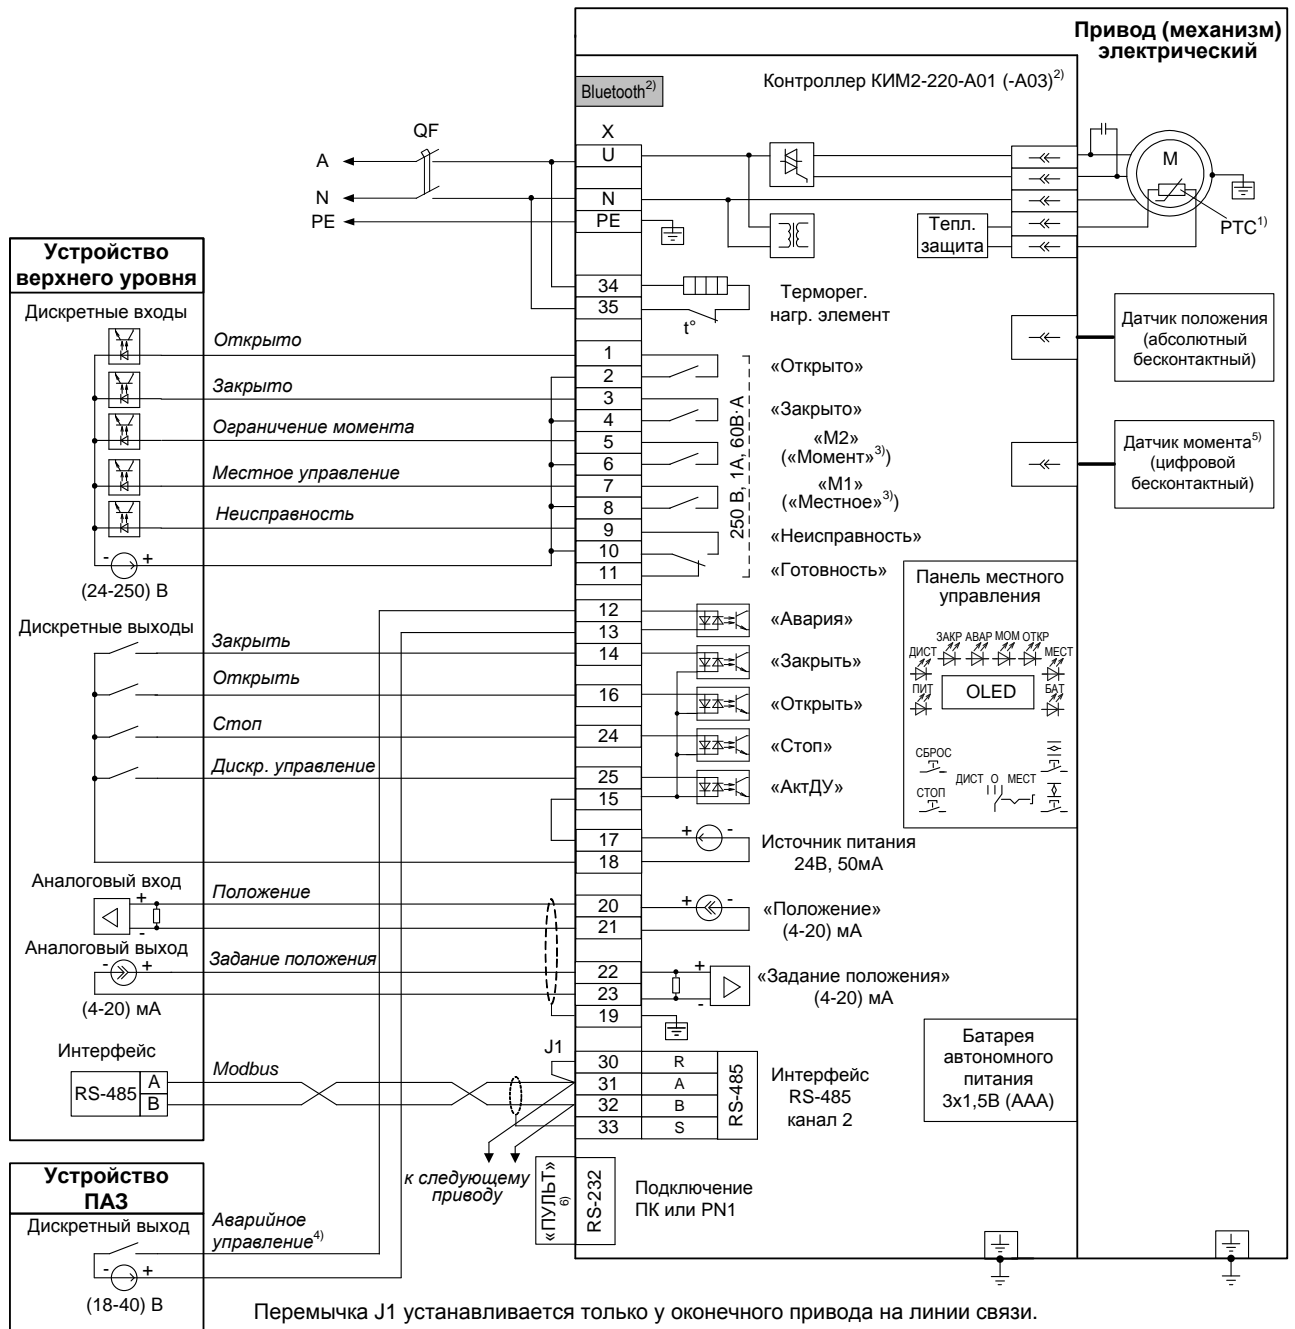 Привод (механизм)
электрический
Контроллер КИМ2-220-А01 (-А03)2)
Bluetooth2)
QF
X
A
U
N
N
PE
PE
M
PTC1)
Тепл.
защита
Устройство
верхнего уровня
34
35
t°
Терморег.
нагр. элемент
Датчик положения
(абсолютный
бесконтактный)
Дискретные входы
Открыто
1
2
«Открыто»
Закрыто
3
4
«Закрыто»
Ограничение момента
5
6
«М2»
(«Момент»3))
Местное управление
7
8
«М1»
(«Местное»3))
Неисправность
9
10
11
«Неисправность»
«Готовность»
250 В, 1А, 60В·А
- +
(24-250) В
Датчик момента5)
(цифровой
бесконтактный)
Панель местного
управления
ЗАКР АВАР МОМ ОТКР
ДИСТ
МЕСТ
ПИТ
OLED
БАТ
СБРОС
ДИСТ О МЕСТ
СТОП
12
13
«Авария»
Дискретные выходы
Закрыть
14
«Закрыть»
Открыть
16
«Открыть»
Стоп
24
«Стоп»
Дискр. управление
25
15
«АктДУ»
17
18
+ -
Источник питания
24В, 50мА
Аналоговый вход
+
-
Положение
20
21
+ -
«Положение»
(4-20) мА
Аналоговый выход
- +
(4-20) мА
Задание положения
22
23
19
+
-
«Задание положения»
(4-20) мА
Интерфейс
RS-485
A
B
Modbus
J1
30
R
31
A
32
B
33
S
RS-485
Интерфейс
RS-485
канал 2
Батарея
автономного
питания
3x1,5В (ААА)
к следующему
приводу
«ПУЛЬТ»
6)
RS-232
Подключение
ПК или PN1
Устройство
ПАЗ
Дискретный выход
Аварийное
управление4)
- +
(18-40) В
Перемычка J1 устанавливается только у оконечного привода на линии связи.